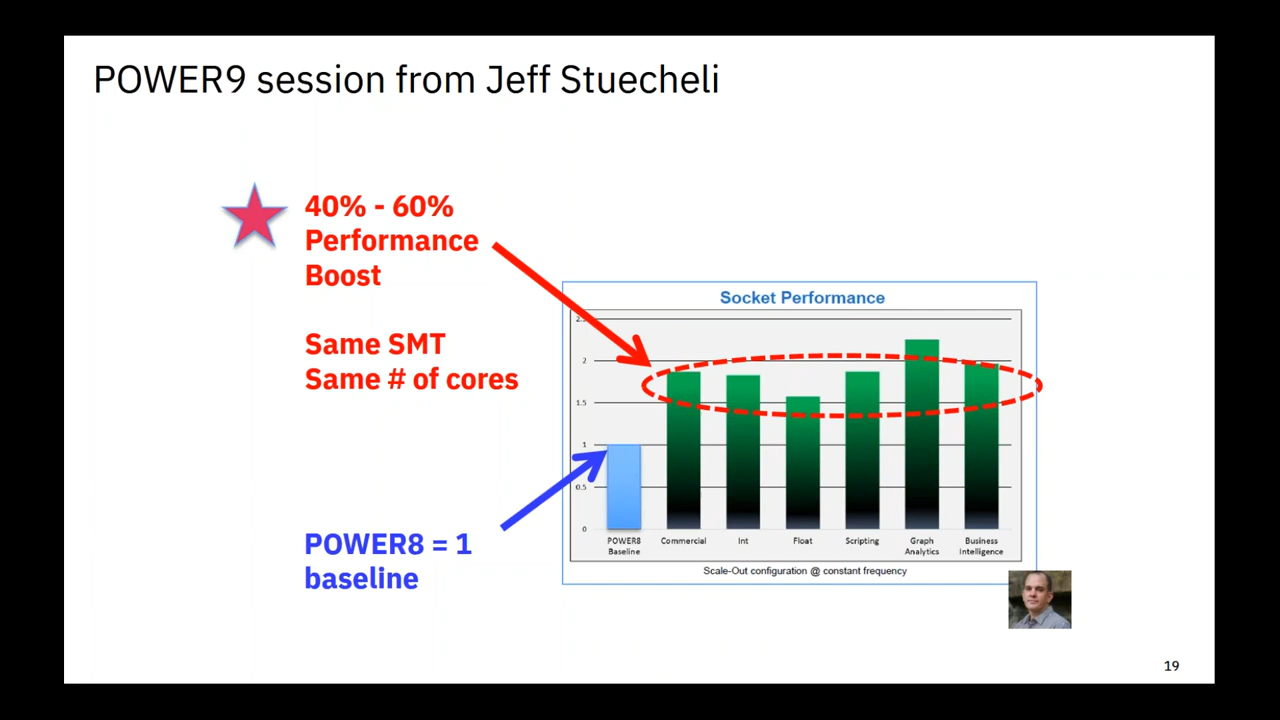 POWER9 session from Jeff Stuecheli
40% - 60%
Performance
Boost
Same SMT
Same # of cores
POWER8 = 1
baseline
Socket Performance
2
1.5
1
0.5
0
POWER8
Baseline
Commercial
Int
Float
Scripting
Graph
Analytics
Business
Intelligence
Scale-Out configuration @ constant frequency
19